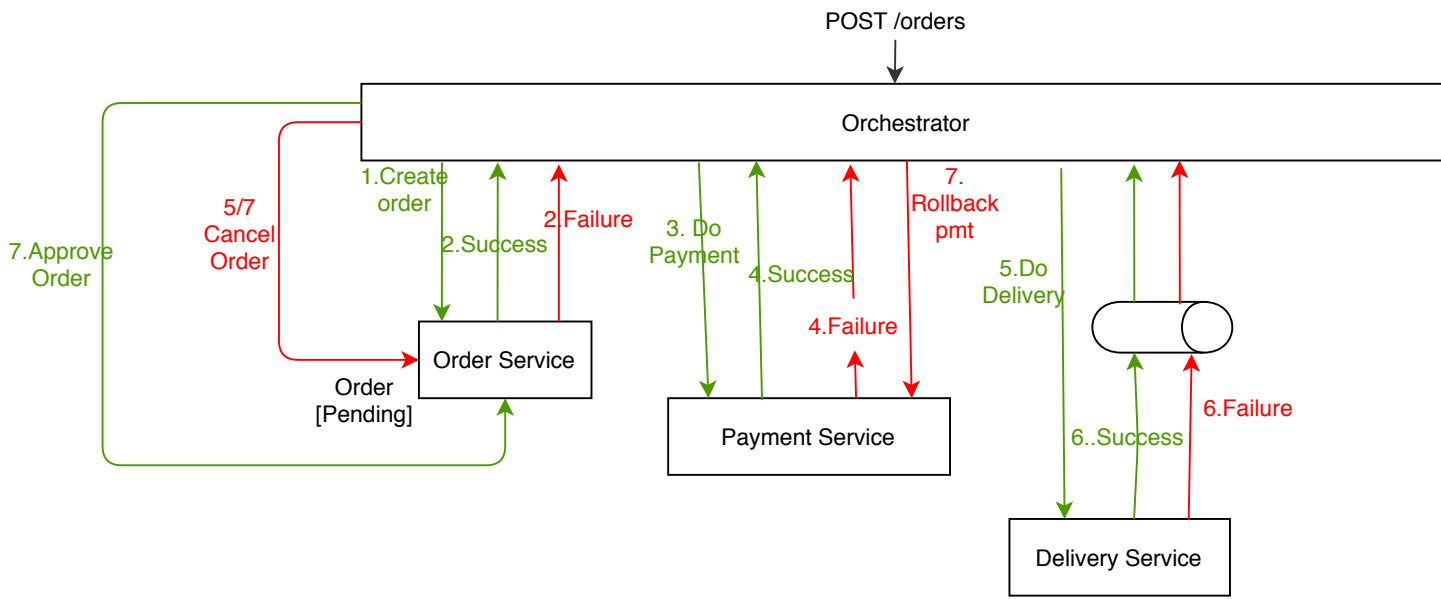 POST /orders
Orchestrator
1.Create
order
2.Success
2.Failure
3. Do
Payment
4.Success
4.Failure
7.
Rollback
pmt
5.Do
Delivery
6..Success
6.Failure
5/7
Cancel
Order
7.Approve
Order
Order Service
Order
[Pending]
Payment Service
Delivery Service